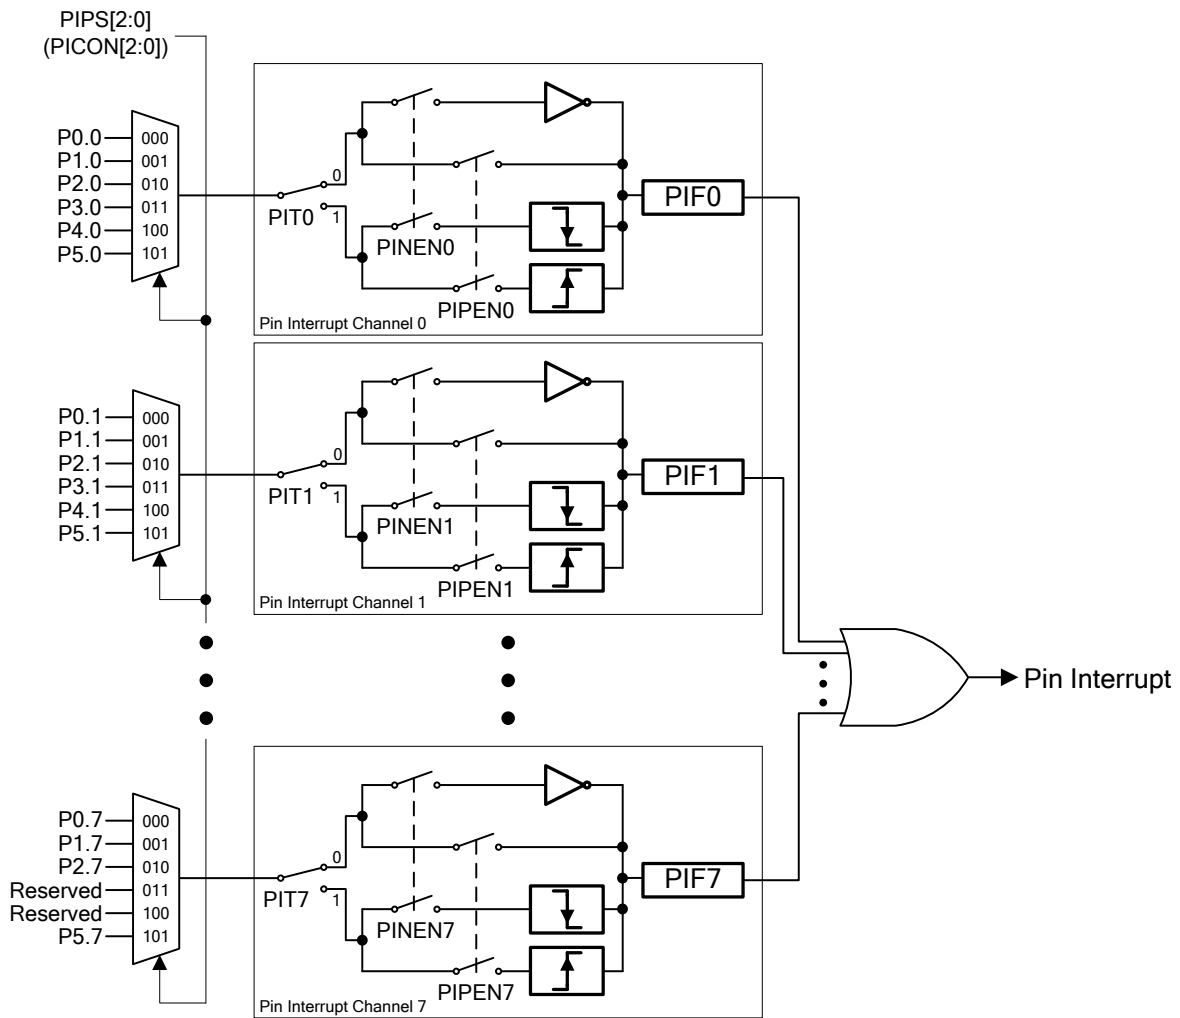 PIPS[2:0]
(PICON[2:0])
P0.0 000
P1.0 001
P2.0 010
P3.0 011
P4.0 100
P5.0 101
PIT0
0
1
PINEN0
PIPEN0
PIF0
Pin Interrupt Channel 0
P0.1 000
P1.1 001
P2.1 010
P3.1 011
P4.1 100
P5.1 101
PIT1
0
1
PINEN1
PIPEN1
PIF1
Pin Interrupt Channel 1
Pin Interrupt
P0.7 000
P1.7 001
P2.7 010
Reserved 011
Reserved 100
P5.7 101
PIT7
0
1
PINEN7
PIPEN7
PIF7
Pin Interrupt Channel 7